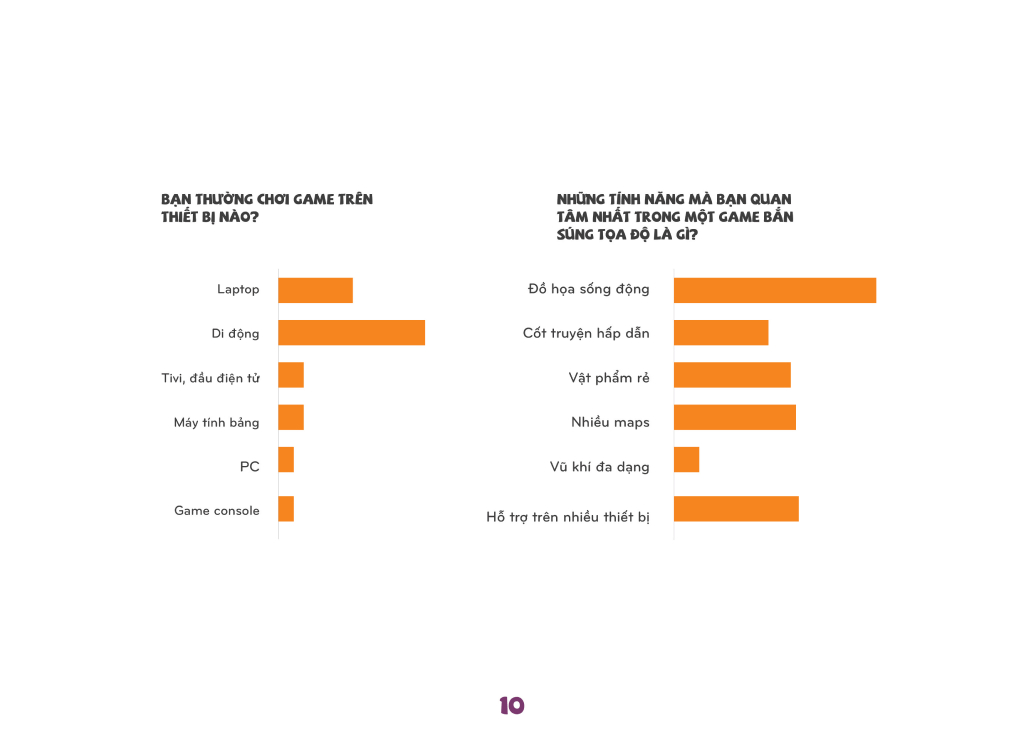 BẠN THƯỜNG CHƠI GAME TRÊN
THIẾT BỊ NÀO?
Laptop
Di động
Tivi, đầu điện tử
Máy tính bảng
PC
Game console
NHỮNG TÍNH NĂNG MÀ BẠN QUAN
TÂM NHẤT TRONG MỘT GAME BẮN
SÚNG TỌA ĐỘ LÀ GÌ?
Đồ họa sống động
Cốt truyện hấp dẫn
Vật phẩm rẻ
Nhiều maps
Vũ khí đa dạng
Hỗ trợ trên nhiều thiết bị
10